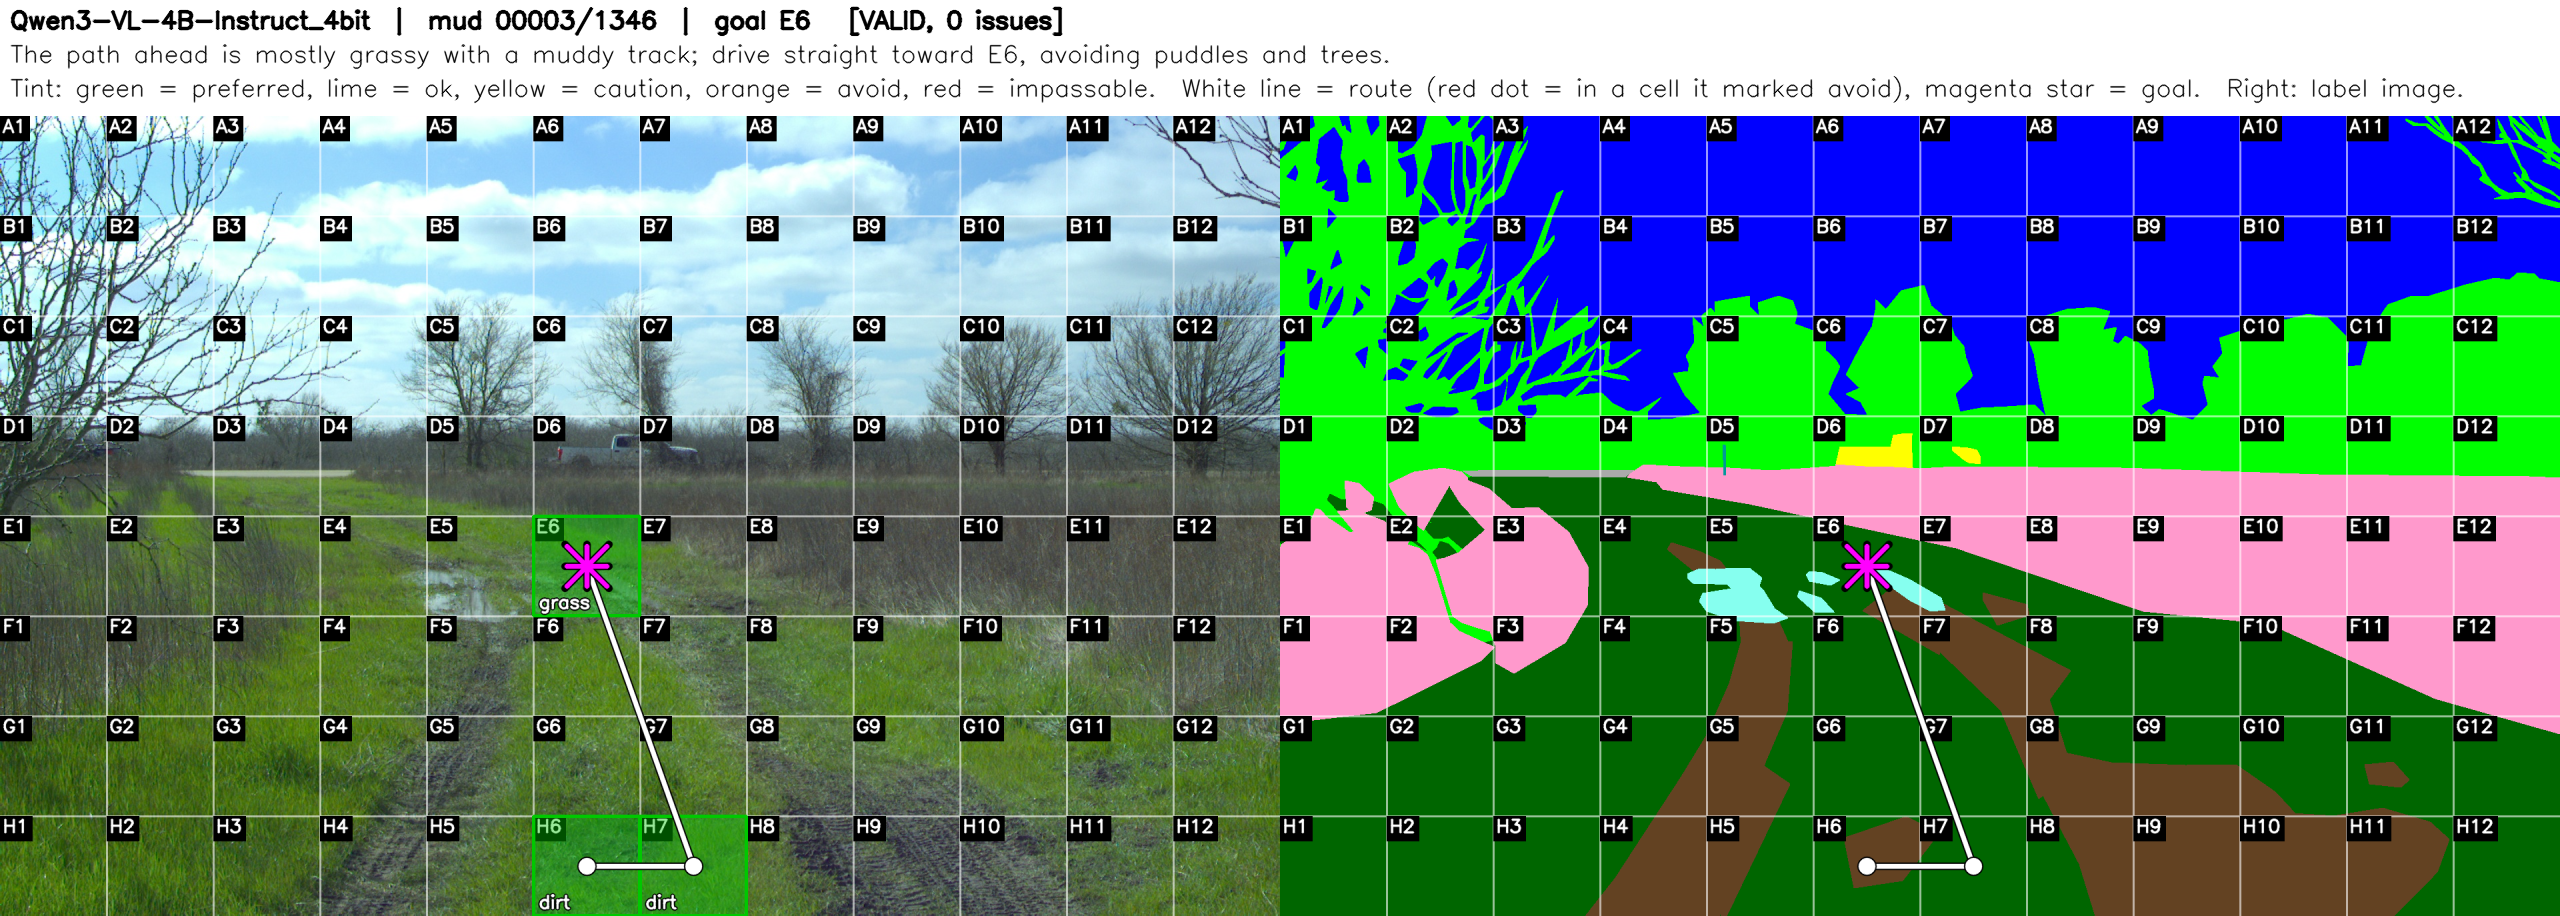 Qwen3-VL-4B-Instruct_4bit | mud 00003/1346 | goal E6 [VALID, 0 issues]
The path ahead is mostly grassy with a muddy track; drive straight toward E6, avoiding puddles and trees.
Tint: green = preferred, lime = ok, yellow = caution, orange = avoid, red = impassable. White line = route (red dot = in a cell it marked avoid), magenta star = goal. Right: label image.
A1 A2 A3 A4 A5 A6 A7 A8 A9 A10 A11 A12 A1 A2 A3 A4 A5 A6 A7 A8 A9 A10 A11 A12
B1 B2 B3 B4 B5 B6 B7 B8 B9 B10 B11 B12 B1 B2 B3 B4 B5 B6 B7 B8 B9 B10 B11 B12
C1 C2 C3 C4 C5 C6 C7 C8 C9 C10 C11 C12 C1 C2 C3 C4 C5 C6 C7 C8 C9 C10 C11 C12
D1 D2 D3 D4 D5 D6 D7 D8 D9 D10 D11 D12 D1 D2 D3 D4 D5 D6 D7 D8 D9 D10 D11 D12
E1 E2 E3 E4 E5 E6 E7 E8 E9 E10 E11 E12 E1 E2 E3 E4 E5 E6 E7 E8 E9 E10 E11 E12
grass
F1 F2 F3 F4 F5 F6 F7 F8 F9 F10 F11 F12 F1 F2 F3 F4 F5 F6 F7 F8 F9 F10 F11 F12
G1 G2 G3 G4 G5 G6 G7 G8 G9 G10 G11 G12 G1 G2 G3 G4 G5 G6 G7 G8 G9 G10 G11 G12
H1 H2 H3 H4 H5 H6 H7 H8 H9 H10 H11 H12 H1 H2 H3 H4 H5 H6 H7 H8 H9 H10 H11 H12
dirt dirt